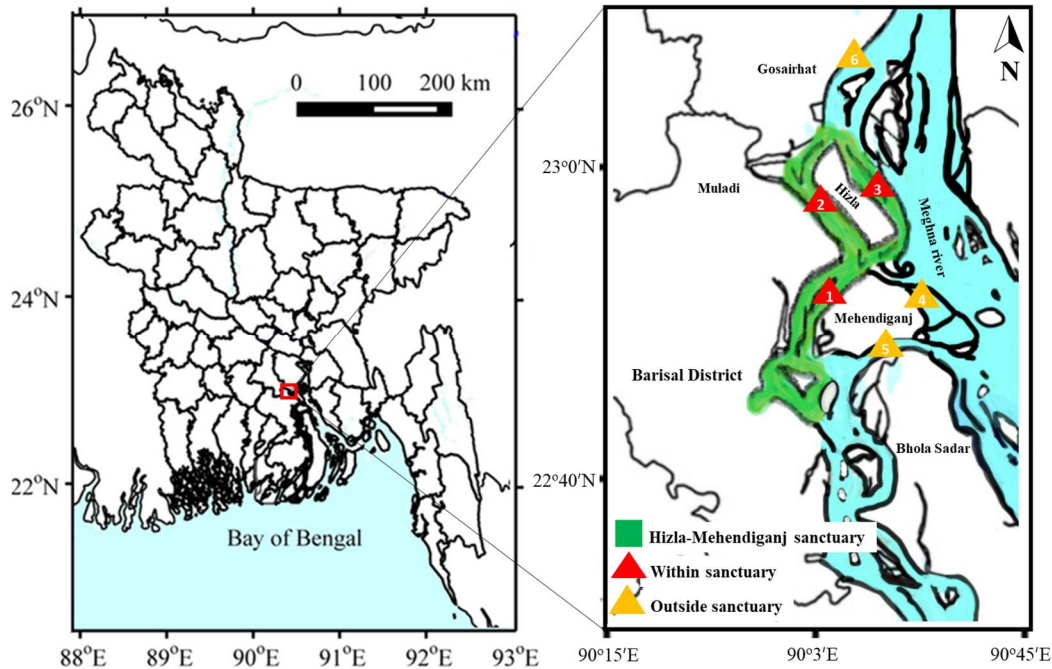 26°N
24°N
22°N
88°E
89°E
90°E
91°E
92°E
93°E
0 100 200 km
Bay of Bengal
N
6
Gosairhat
23°0′N
Muladi
Hizla
3
2
Meghna river
1
4
Mehendiganj
5
Barisal District
Bhola Sadar
22°40′N
Hizla-Mehendiganj sanctuary
Within sanctuary
Outside sanctuary
90°15′E
90°3′E
90°45′E